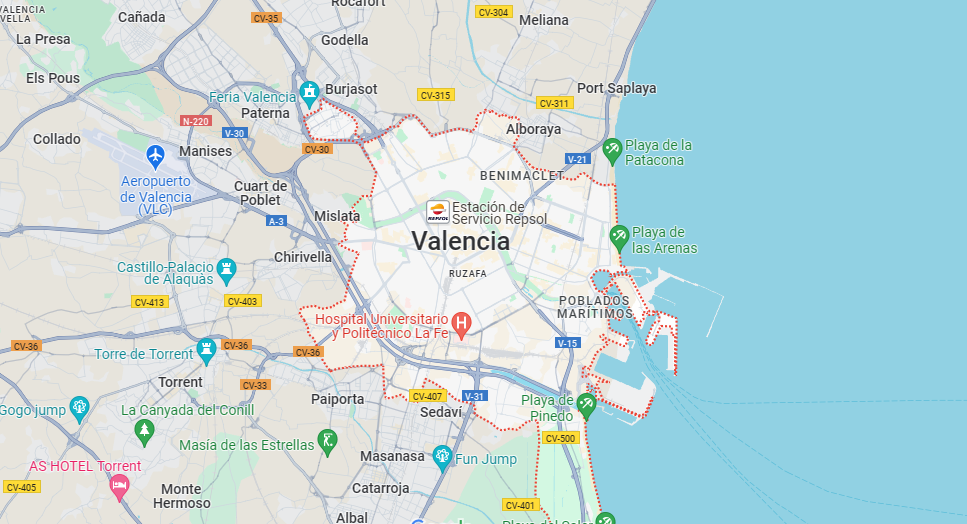 Rocafort
VALENCIA
VELLA
Cañada
CV-35
CV-304
Meliana
La Presa
Godella
Els Pous
Burjasot
Port Saplaya
Feria Valencia
CV-315
CV-311
Paterna
N-220
V-30
Alboraya
Collado
Manises
CV-30
V-21
Playa de la
Patacona
Aeropuerto
de Valencia
(VLC)
Cuart de
Poblet
BENIMACLET
Mislata
A-3
REPSOL
Estación de
Servicio Repsol
Valencia
Playa de
las Arenas
Chirivella
RUZAFA
Castillo-Palacio
de Alaquàs
CV-413
CV-403
POBLADOS
MARÍTIMOS
Hospital Universitario
y Politécnico La Fe
CV-36
CV-36
CV-36
V-15
Torre de Torrent
Torrent
CV-33
Paiporta
CV-407
V-31
Sedaví
Playa de
Pinedo
Gogo jump
La Canyada del Conill
Masía de las Estrellas
CV-500
Masanasa
Fun Jump
AS HOTEL Torrent
CV-405
Monte
Hermoso
Catarroja
CV-401
Albal